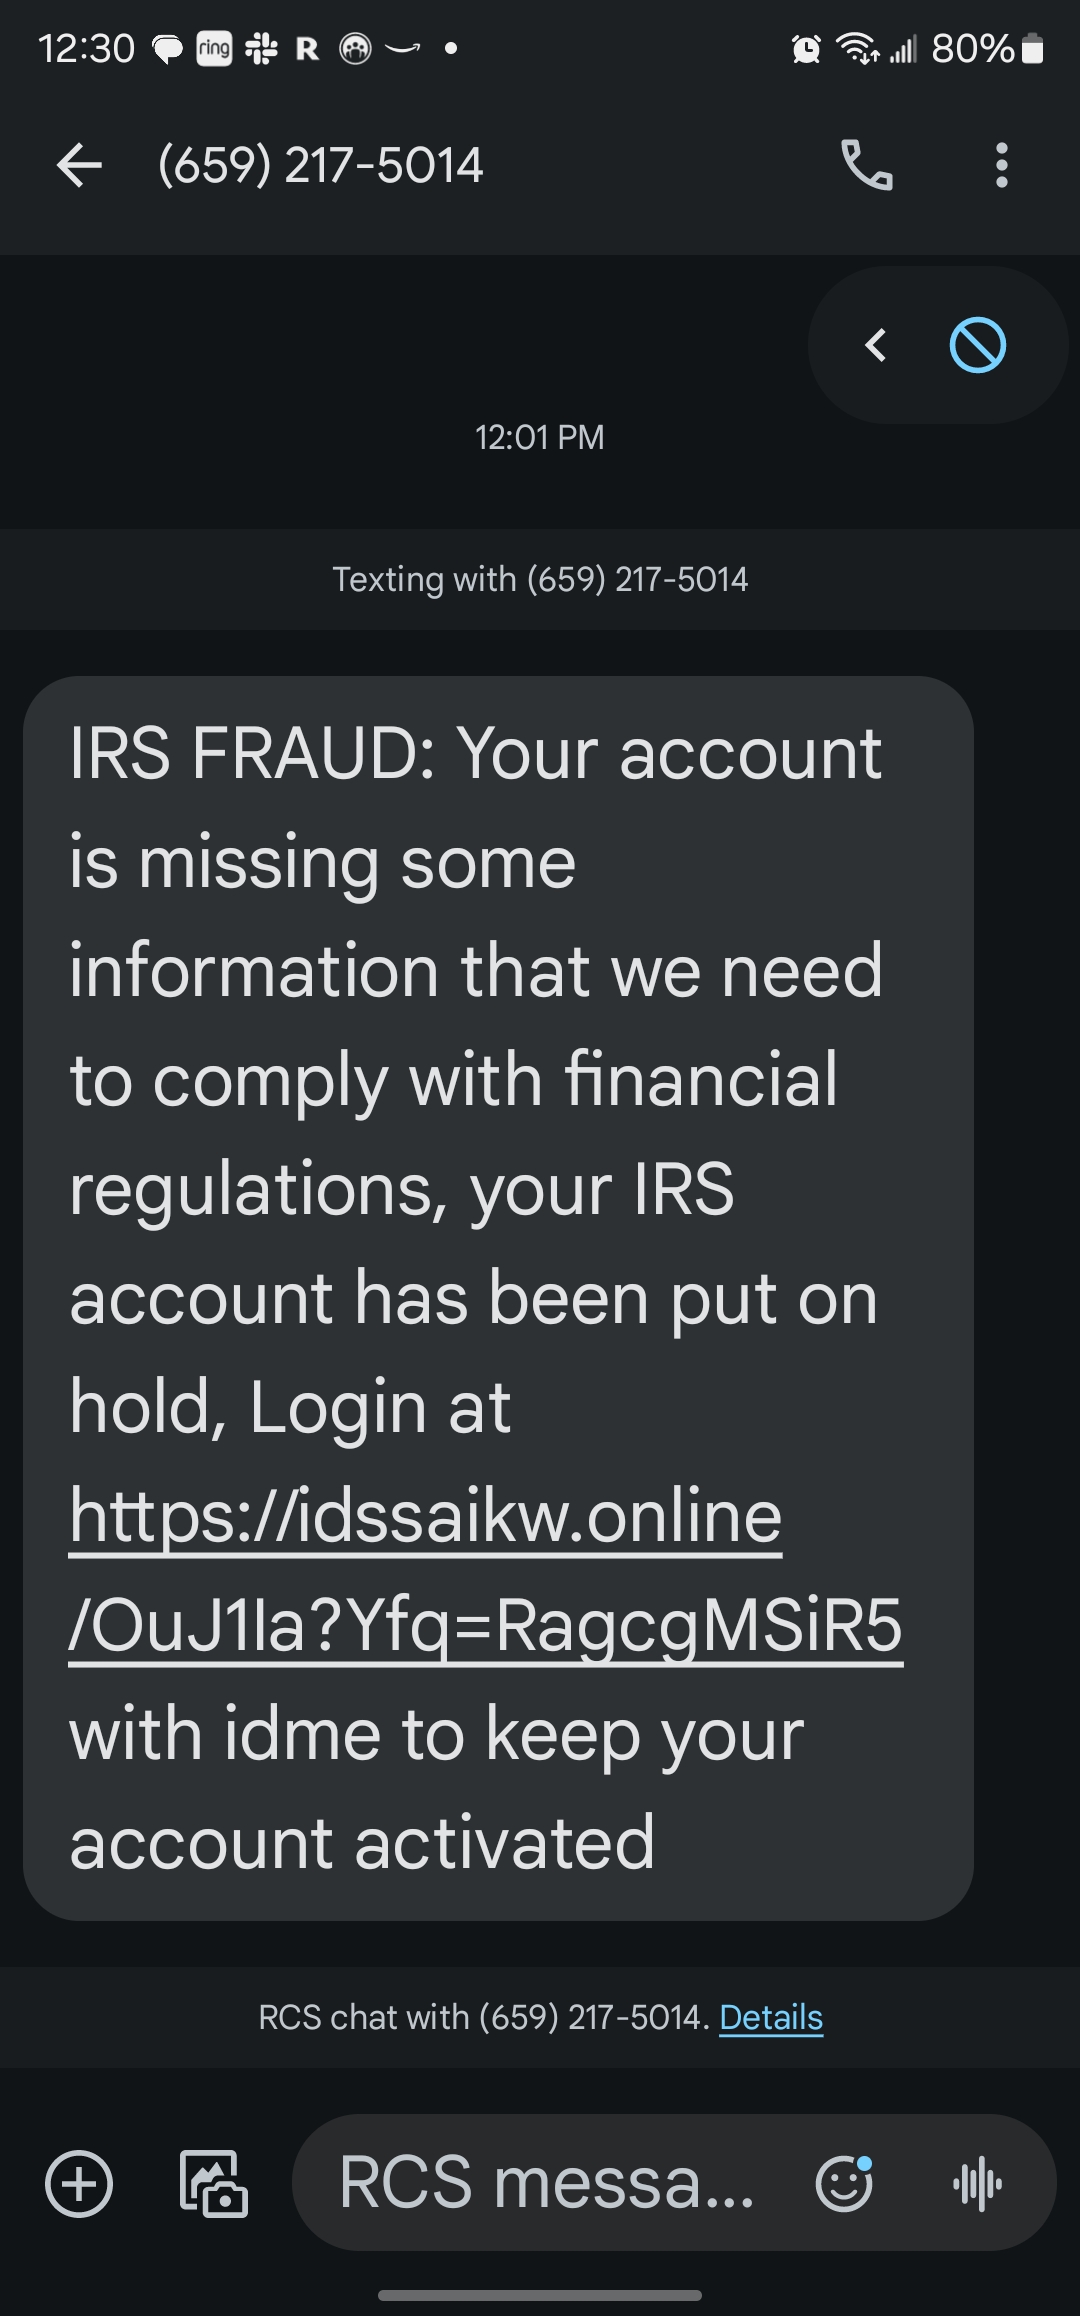 12:30 ring R 80%
(659) 217-5014
12:01 PM
Texting with (659) 217-5014
IRS FRAUD: Your account
is missing some
information that we need
to comply with financial
regulations, your IRS
account has been put on
hold, Login at
https://idssaikw.online
/OuJ1Ia?Yfq=RagcgMSiR5
with idme to keep your
account activated
RCS chat with (659) 217-5014. Details
RCS messa...